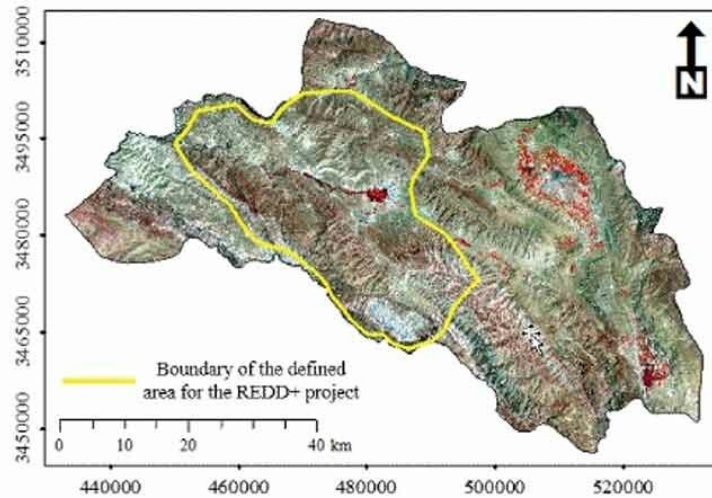 3510000
3495000
3480000
3465000
3450000
N
Boundary of the defined
area for the REDD+ project
0 10 20 40 km
440000 460000 480000 500000 520000